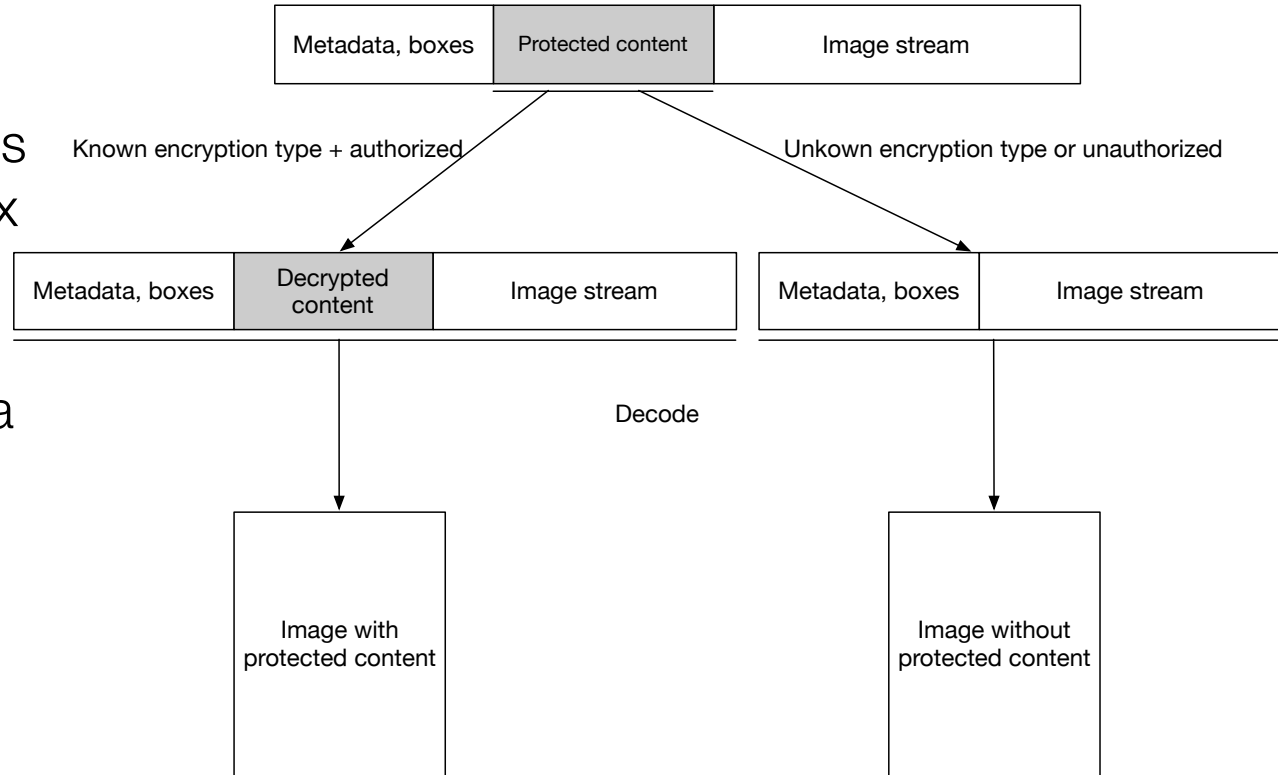 Metadata, boxes
Protected content
Image stream
s
Known encryption type + authorized
Unkown encryption type or unauthorized
x
Metadata, boxes
Decrypted
content
Image stream
Metadata, boxes
Image stream
a
Decode
Image with
protected content
Image without
protected content